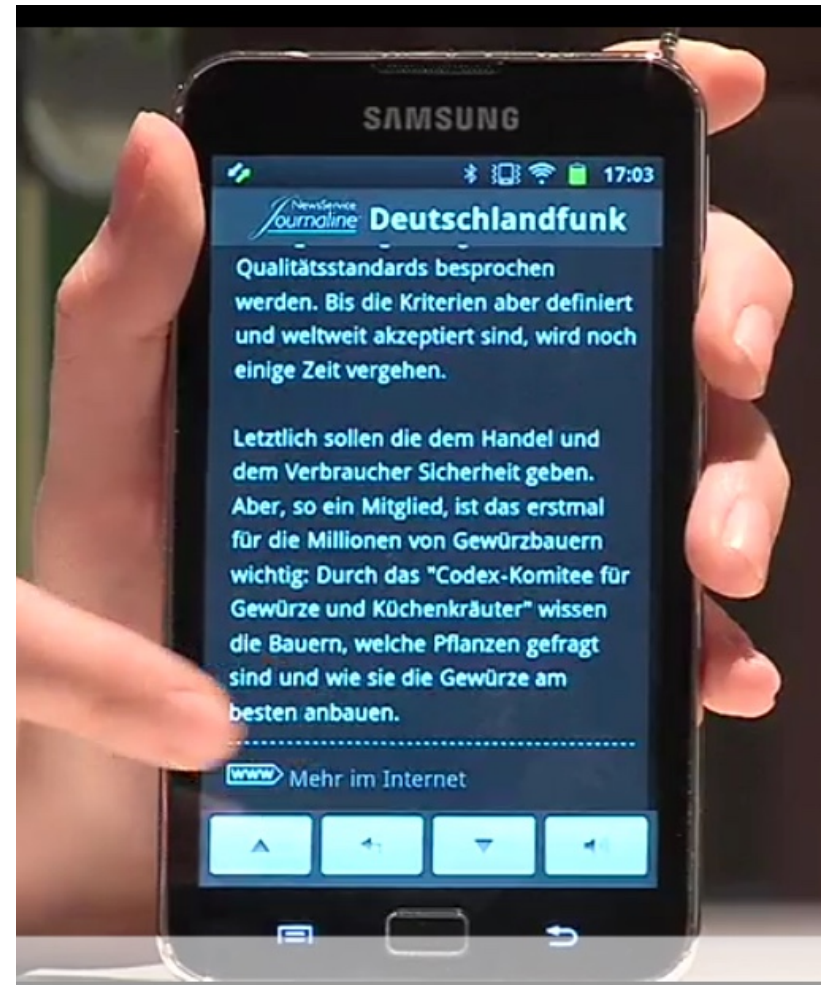 SAMSUNG
17:03
NewsService
Journaline Deutschlandfunk
Qualitätsstandards besprochen
werden. Bis die Kriterien aber definiert
und weltweit akzeptiert sind, wird noch
einige Zeit vergehen.
Letztlich sollen die dem Handel und
dem Verbraucher Sicherheit geben.
Aber, so ein Mitglied, ist das erstmal
für die Millionen von Gewürzbauern
wichtig: Durch das "Codex-Komitee für
Gewürze und Küchenkräuter" wissen
die Bauern, welche Pflanzen gefragt
sind und wie sie die Gewürze am
besten anbauen.
www Mehr im Internet